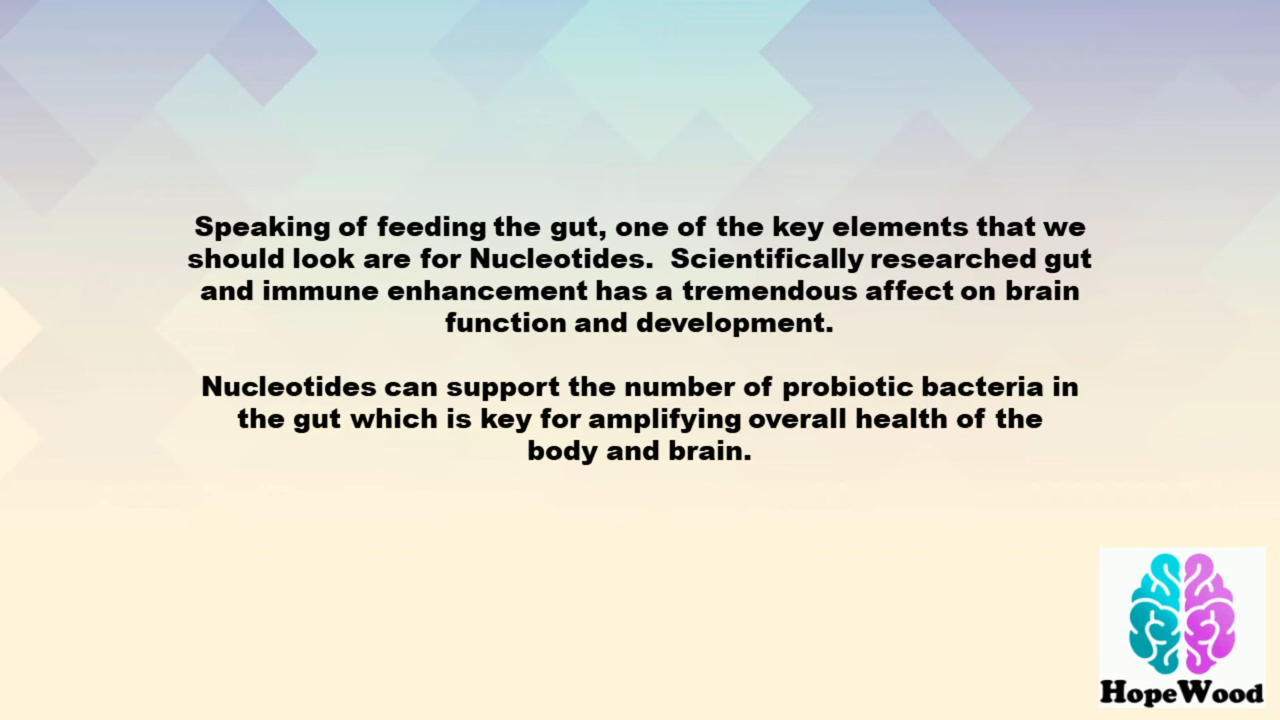 Speaking of feeding the gut, one of the key elements that we
should look are for Nucleotides.  Scientifically researched gut
and immune enhancement has a tremendous affect on brain
function and development.
Nucleotides can support the number of probiotic bacteria in
the gut which is key for amplifying overall health of the
body and brain.
HopeWood